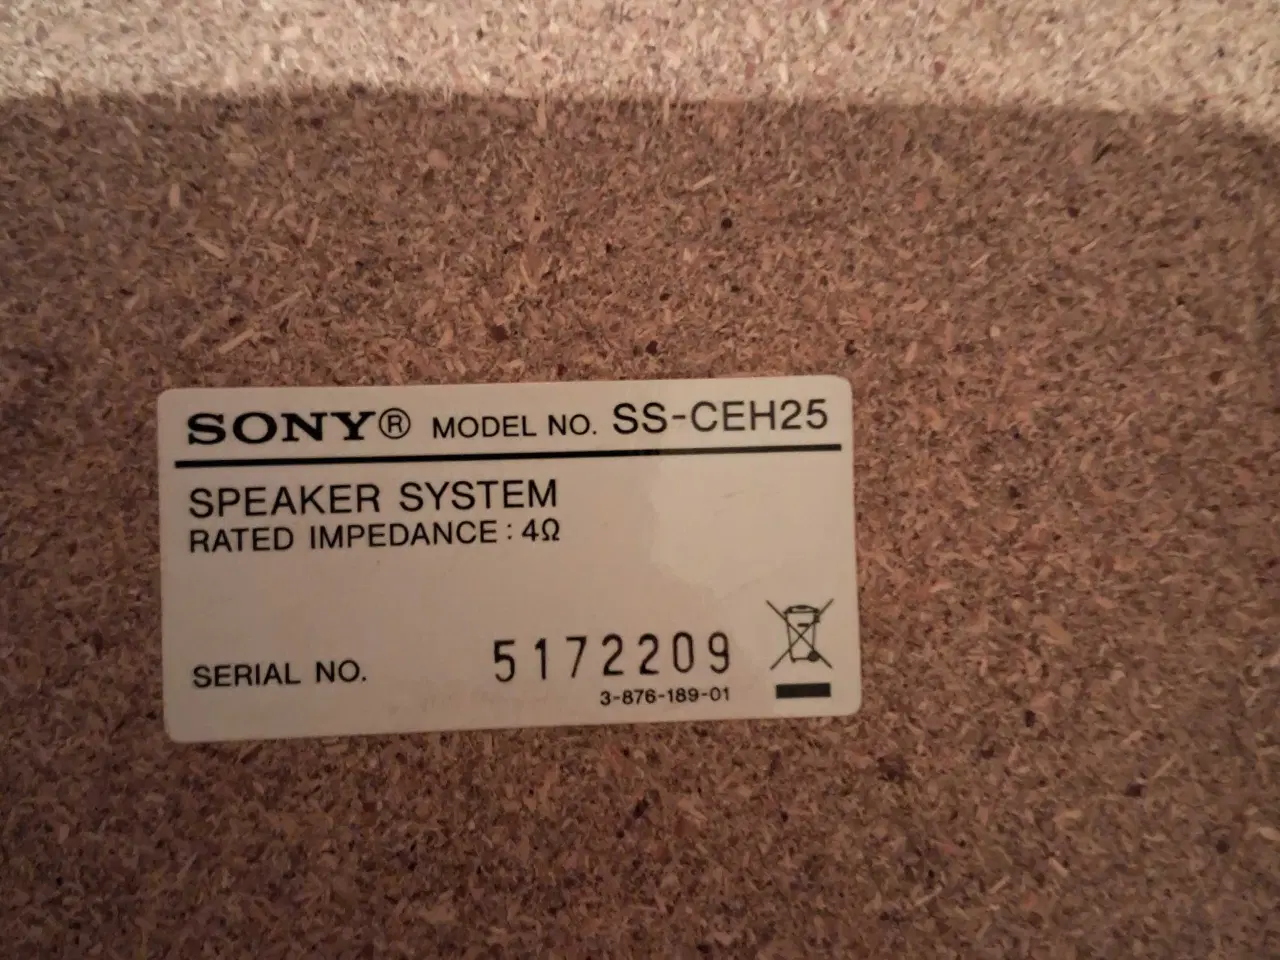 SONY® MODEL NO. SS-CEH25
SPEAKER SYSTEM
RATED IMPEDANCE : 4Ω
SERIAL NO. 5172209
3-876-189-01